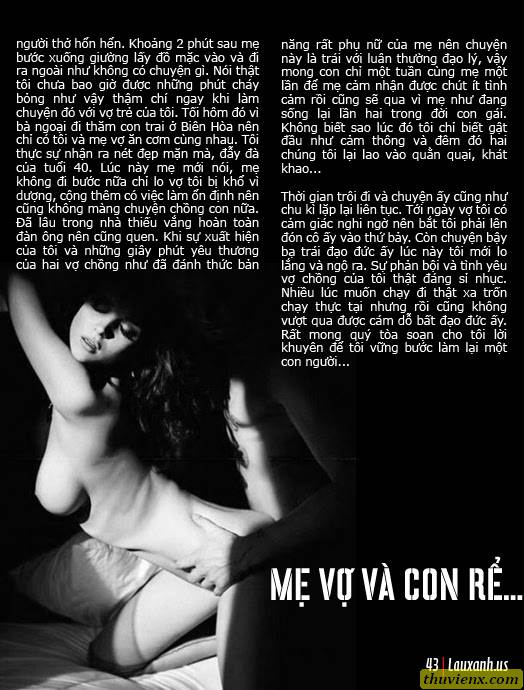 người thở hổn hển. Khoảng 2 phút sau mẹ
bước xuống giường lấy đồ mặc vào và đi
ra ngoài như không có chuyện gì. Nói thật
tôi chưa bao giờ được những phút cháy
bỏng như vậy thậm chí ngay khi làm
chuyện đó với vợ trẻ của tôi. Tối hôm đó vì
bà ngoại đi thăm con trai ở Biên Hòa nên
chỉ có tôi và mẹ vợ ăn cơm cùng nhau. Tôi
thực sự nhận ra nét đẹp mặn mà, đẫy đà
của tuổi 40. Lúc này mẹ mới nói, mẹ
không đi bước nữa chỉ lo vợ tôi bị khổ vì
dượng, cộng thêm có việc làm ổn định nên
cũng không màng chuyện chồng con nữa.
Đã lâu trong nhà thiếu vắng hoàn toàn
đàn ông nên cũng quen. Khi sự xuất hiện
của tôi và những giây phút yêu thương
của hai vợ chồng như đã đánh thức bản
năng rất phụ nữ của mẹ nên chuyện
này là trái với luân thường đạo lý, vậy
mong con chỉ một tuần cùng mẹ một
lần để mẹ cảm nhận được chút ít tình
cảm rồi cũng sẽ qua vì mẹ như đang
sống lại lần hai trong đời con gái.
Không biết sao lúc đó tôi chỉ biết gật
đầu như cảm thông và đêm đó hai
chúng tôi lại lao vào quằn quại, khát
khao...
Thời gian trôi đi và chuyện ấy cũng như
chu kì lặp lại liên tục. Tới ngày vợ tôi có
cảm giác nghi ngờ nên bắt tôi phải lên
đón cô ấy vào thứ bảy. Còn chuyện bậy
bạ trái đạo đức ấy lúc này tôi mới lo
lắng và ngộ ra. Sự phản bội và tình yêu
vợ chồng của tôi thật đáng sỉ nhục.
Nhiều lúc muốn chạy đi thật xa trốn
chạy thực tại nhưng rồi cũng không
vượt qua được cám dỗ bất đạo đức ấy.
Rất mong quý tòa soạn cho tôi lời
khuyên để tôi vững bước làm lại một
con người...
MẸ VỢ VÀ CON RỂ...
43 | Lauxanh.us
thuvienx.com